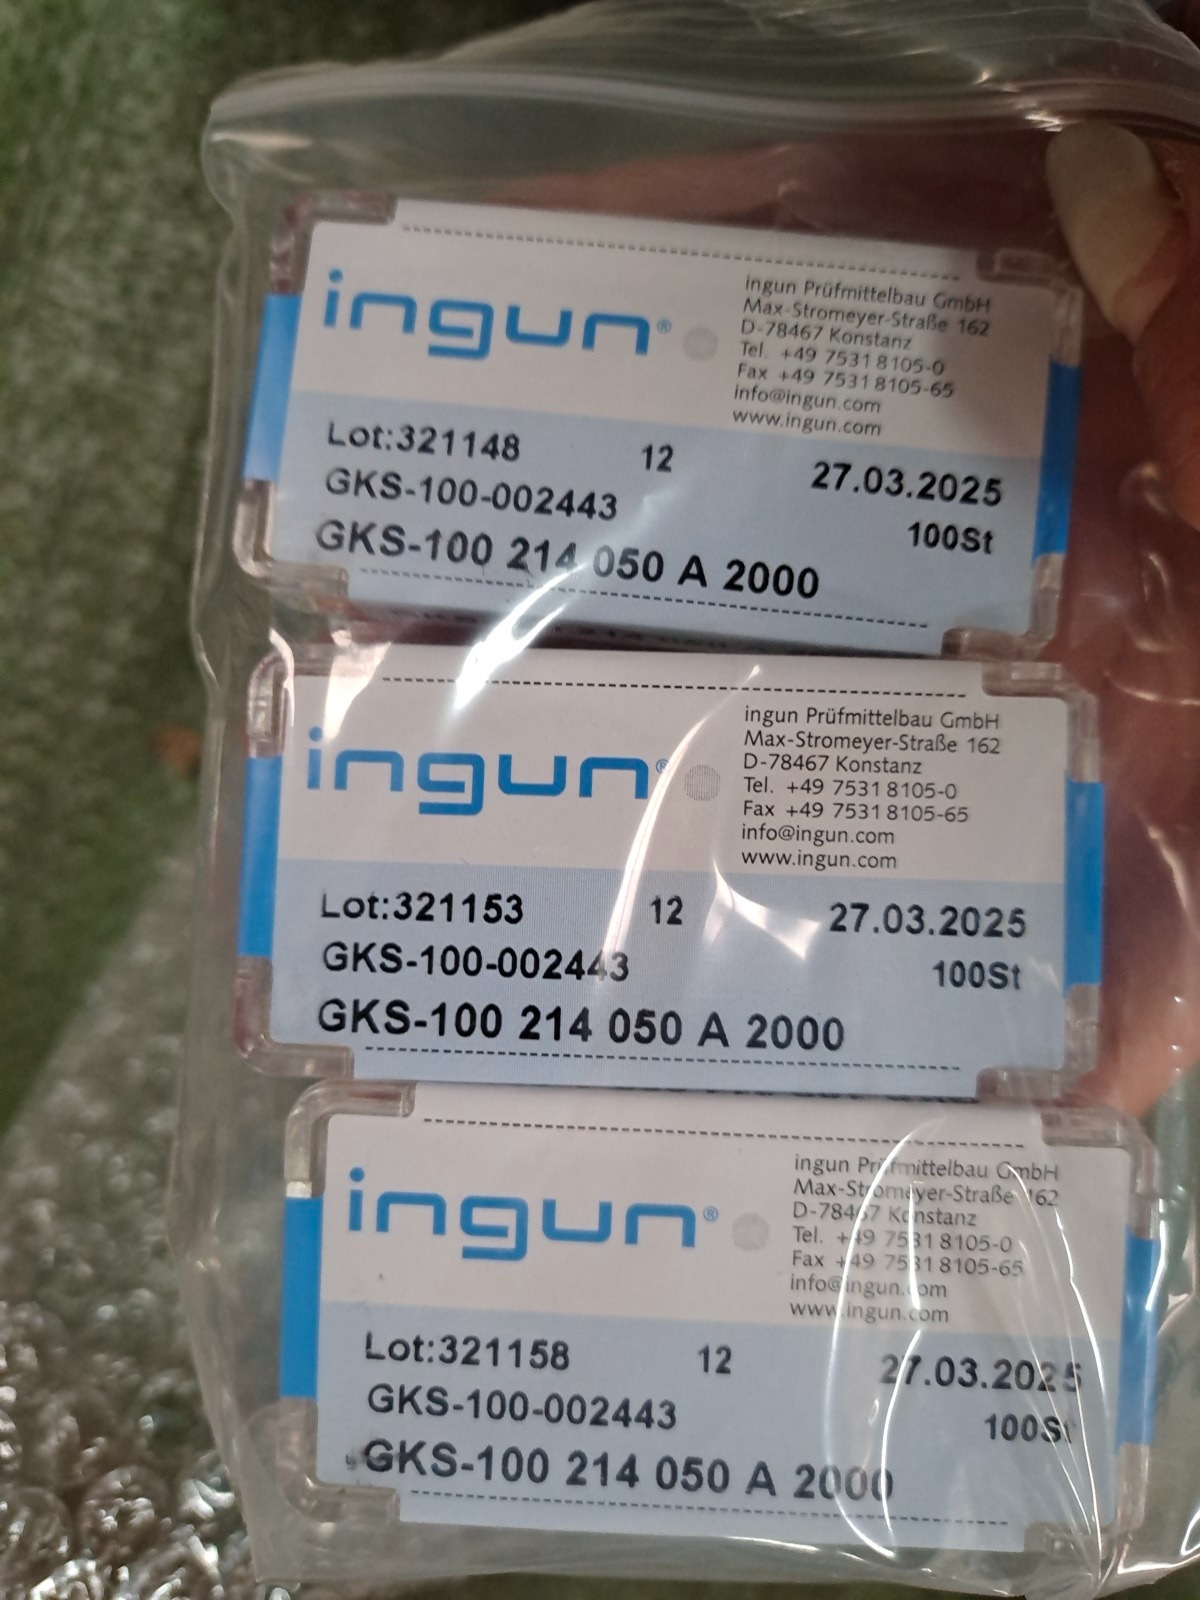 ingun®
ingun Prüfmittelbau GmbH
Max-Stromeyer-Straße 162
D-78467 Konstanz
Tel. +49 7531 8105-0
Fax +49 7531 8105-65
info@ingun.com
www.ingun.com
Lot:321148 12 27.03.2025
GKS-100-002443 100St
GKS-100 214 050 A 2000
ingun®
ingun Prüfmittelbau GmbH
Max-Stromeyer-Straße 162
D-78467 Konstanz
Tel. +49 7531 8105-0
Fax +49 7531 8105-65
info@ingun.com
www.ingun.com
Lot:321153 12 27.03.2025
GKS-100-002443 100St
GKS-100 214 050 A 2000
ingun®
ingun Prüfmittelbau GmbH
Max-Stromeyer-Straße 162
D-78467 Konstanz
Tel. +49 7531 8105-0
Fax +49 7531 8105-65
info@ingun.com
www.ingun.com
Lot:321158 12 27.03.2025
GKS-100-002443 100St
GKS-100 214 050 A 2000